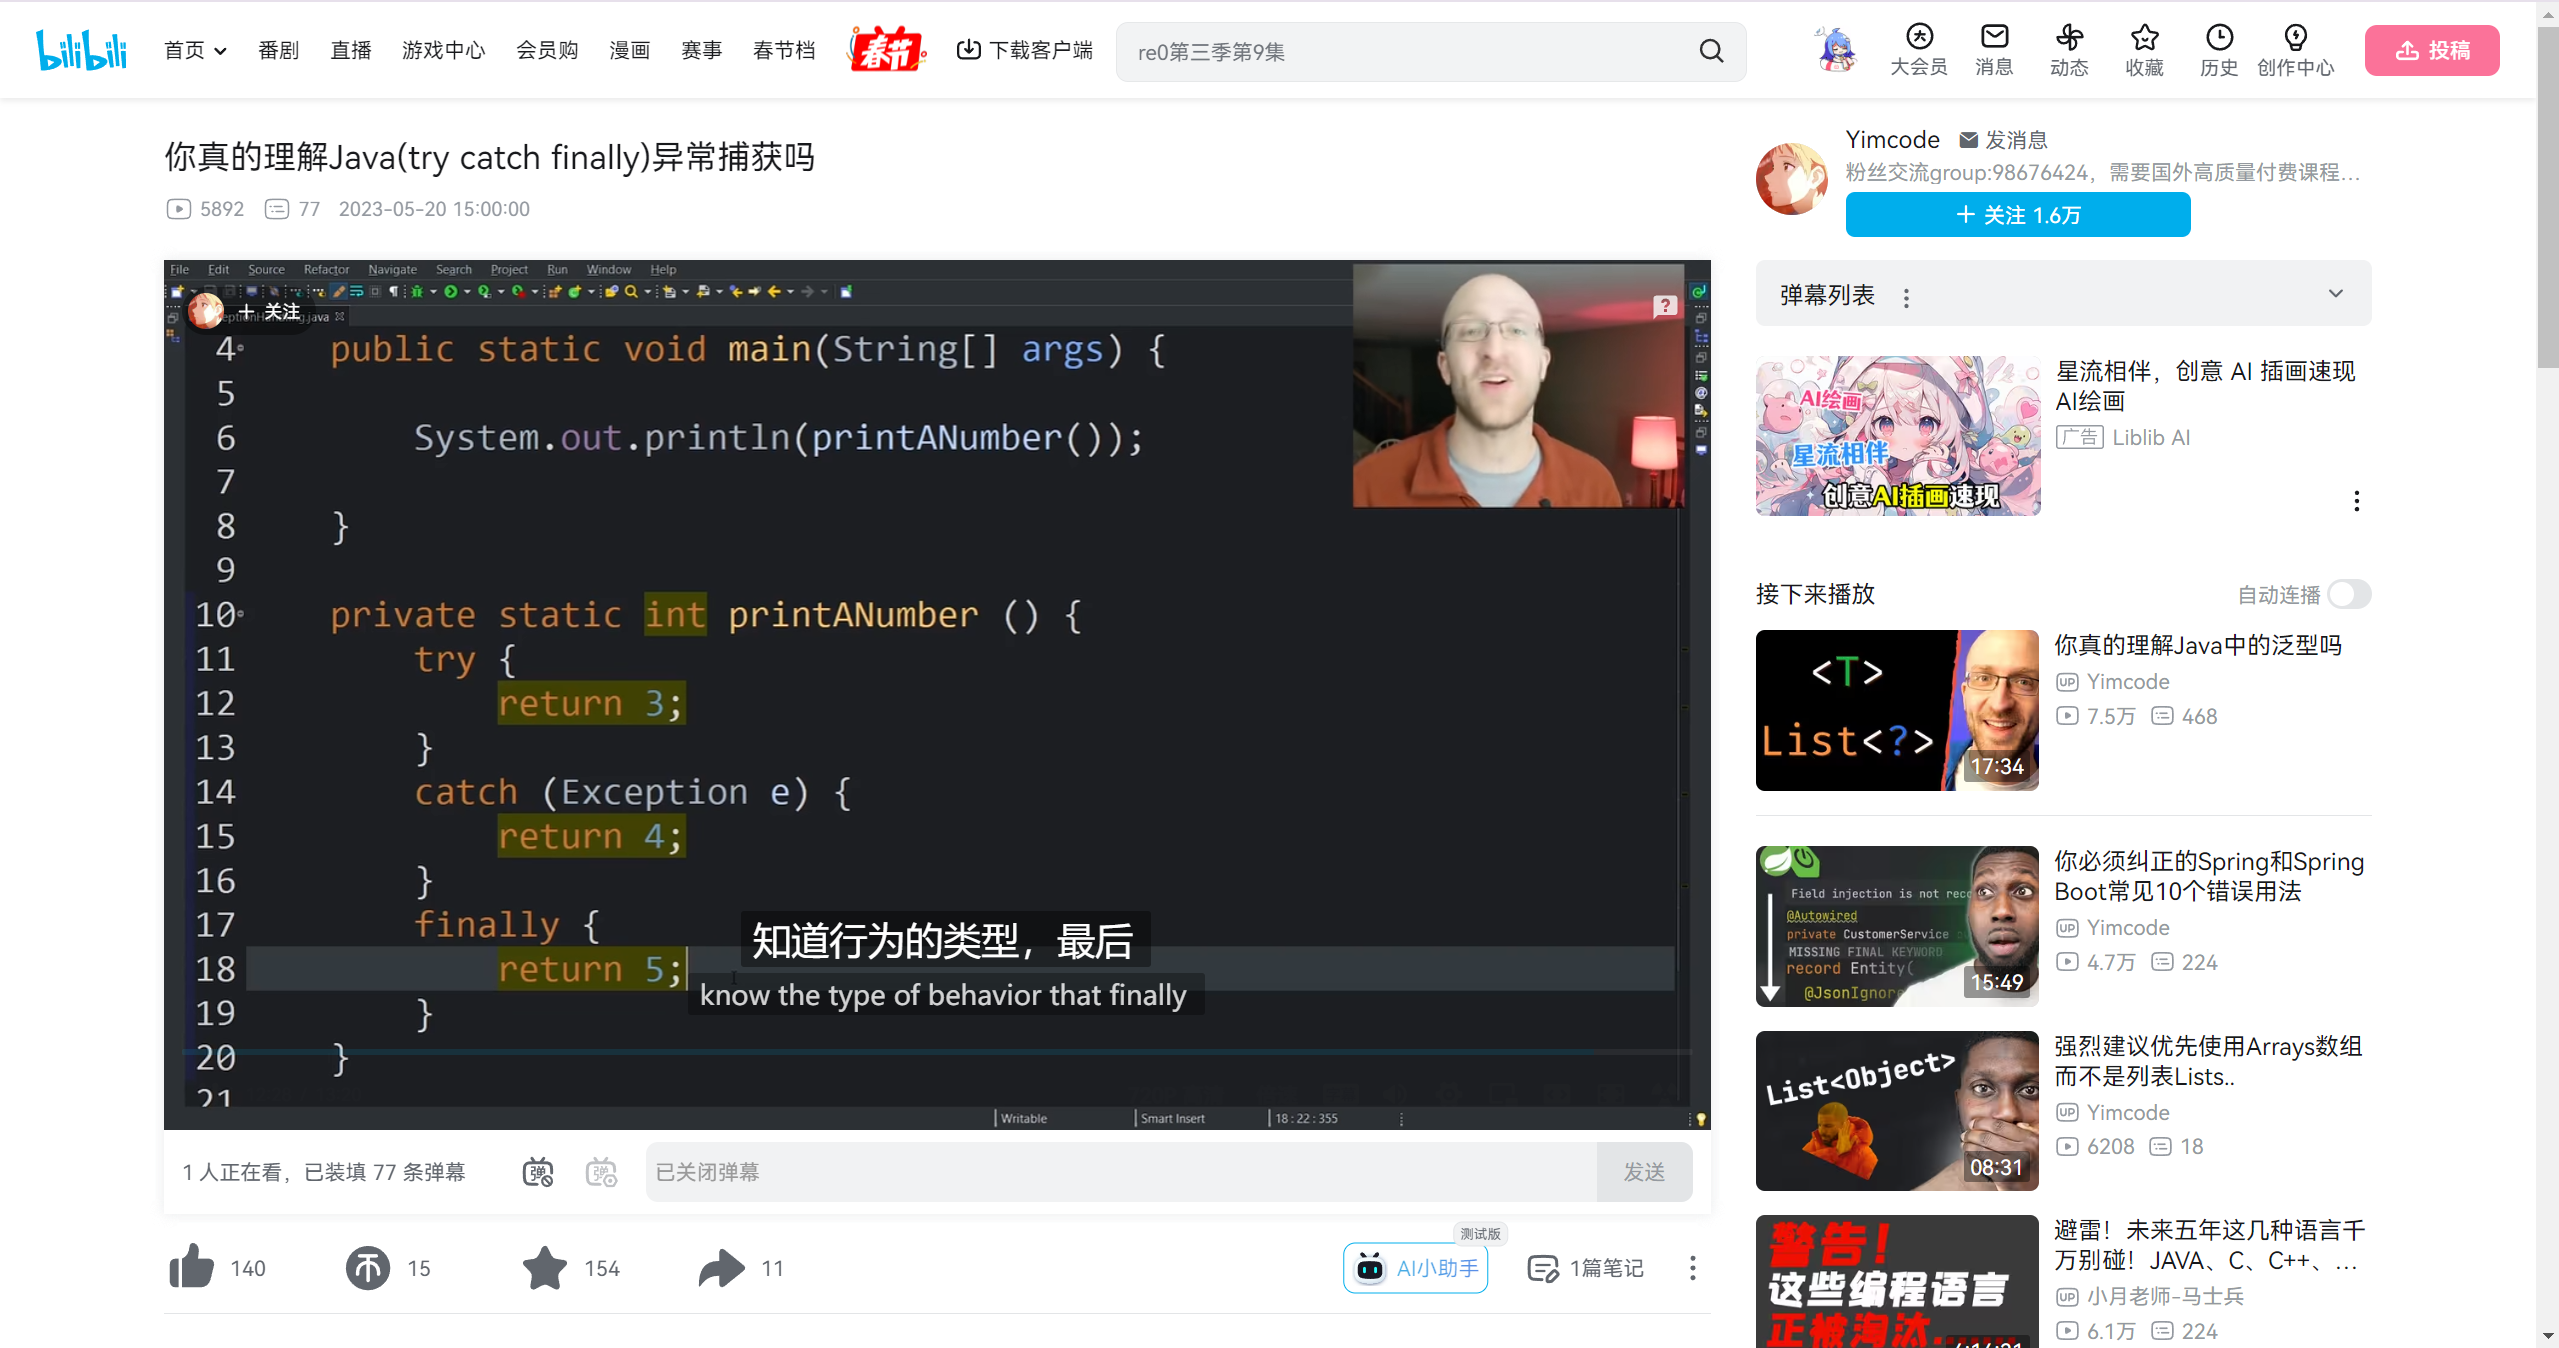 bilibili
首页
番剧
直播
游戏中心
会员购
漫画
赛事
春节档
春节
下载客户端
re0第三季第9集
大会员
消息
动态
收藏
历史
创作中心
投稿
你真的理解Java(try catch finally)异常捕获吗
5892
77
2023-05-20 15:00:00
Yimcode
发消息
粉丝交流group:98676424，需要国外高质量付费课程…
+ 关注 1.6万
File Edit Source Refactor Navigate Search Project Run Window Help
+ 关注
4 public static void main(String[] args) {
5
6 System.out.println(printANumber());
7
8 }
9
10 private static int printANumber () {
11 try {
12 return 3;
13 }
14 catch (Exception e) {
15 return 4;
16 }
17 finally {
18 return 5;
19 }
20 }
21
知道行为的类型，最后
know the type of behavior that finally
Writable
Smart Insert
18 : 22 : 355
1 人正在看，已装填 77 条弹幕
已关闭弹幕
发送
140
15
154
11
测试版
AI小助手
1篇笔记
弹幕列表
AI绘画
星流相伴
创意AI插画速现
星流相伴，创意 AI 插画速现
AI绘画
广告 Liblib AI
接下来播放
自动连播
<T>
List<?>
17:34
你真的理解Java中的泛型吗
UP Yimcode
7.5万
468
Field injection is not reco
@Autowired
private CustomerService
MISSING FINAL KEYWORD
record Entity(
@JsonIgnore
15:49
你必须纠正的Spring和Spring
Boot常见10个错误用法
UP Yimcode
4.7万
224
List<Object>
08:31
强烈建议优先使用Arrays数组
而不是列表Lists..
UP Yimcode
6208
18
警告！
这些编程语言
正被淘汰......
避雷！未来五年这几种语言千
万别碰！JAVA、C、C++、…
UP 小月老师-马士兵
6.1万
224